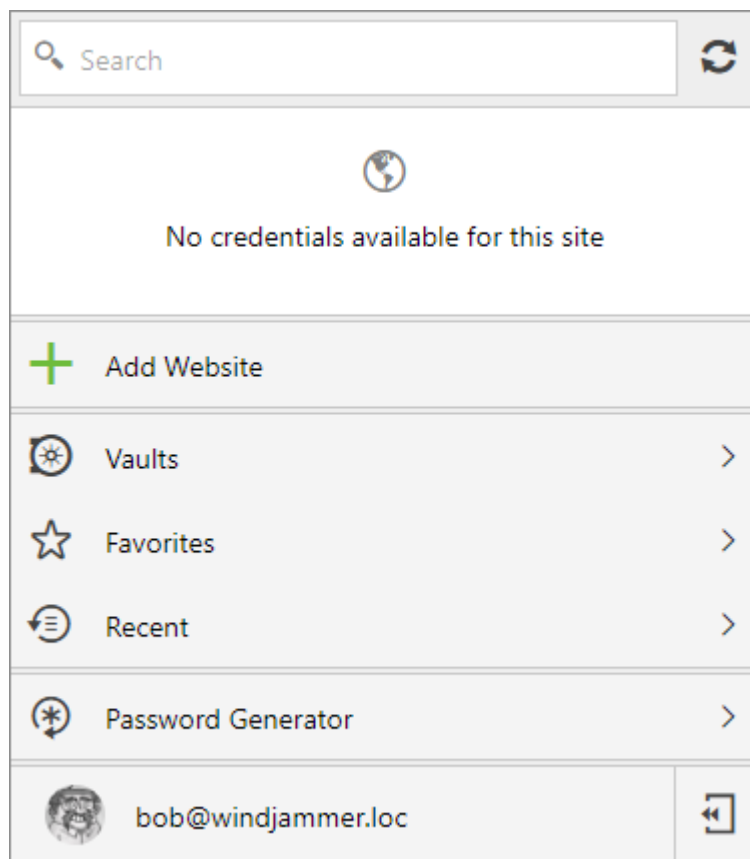 Search
No credentials available for this site
Add Website
Vaults
Favorites
Recent
Password Generator
bob@windjammer.loc